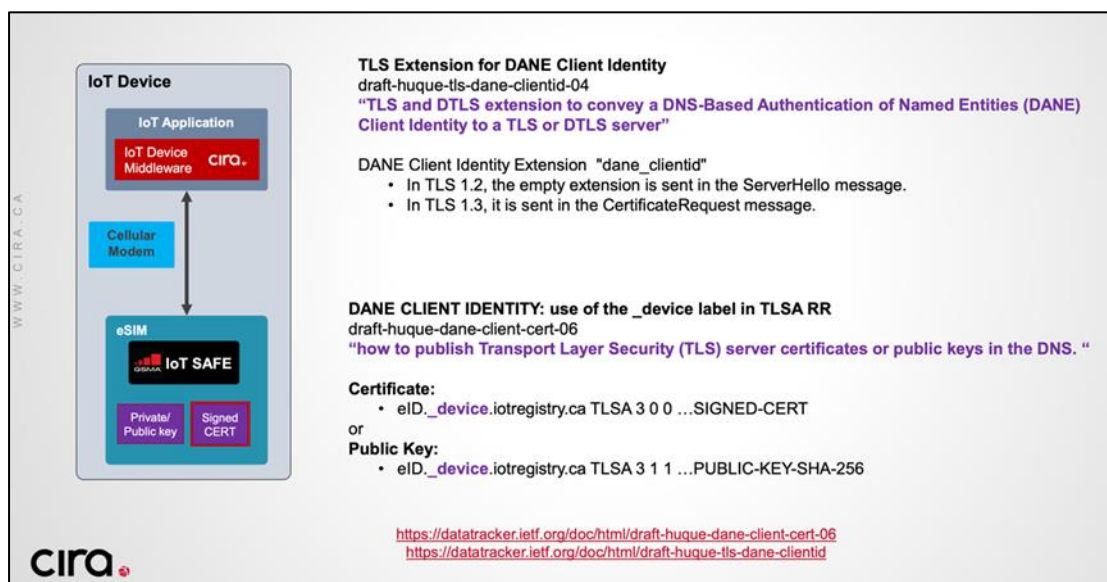 WWW.CIRA.CA
IoT Device
IoT Application
IoT Device
Middleware
cira.
Cellular
Modem
eSIM
GSMA IoT SAFE
Private/
Public key
Signed
CERT
TLS Extension for DANE Client Identity
draft-huque-tls-dane-clientid-04
“TLS and DTLS extension to convey a DNS-Based Authentication of Named Entities (DANE)
Client Identity to a TLS or DTLS server”
DANE Client Identity Extension "dane_clientid"
• In TLS 1.2, the empty extension is sent in the ServerHello message.
• In TLS 1.3, it is sent in the CertificateRequest message.
DANE CLIENT IDENTITY: use of the _device label in TLSA RR
draft-huque-dane-client-cert-06
“how to publish Transport Layer Security (TLS) server certificates or public keys in the DNS. “
Certificate:
• eID._device.iotregistry.ca TLSA 3 0 0 ...SIGNED-CERT
or
Public Key:
• eID._device.iotregistry.ca TLSA 3 1 1 ...PUBLIC-KEY-SHA-256
https://datatracker.ietf.org/doc/html/draft-huque-dane-client-cert-06
https://datatracker.ietf.org/doc/html/draft-huque-tls-dane-clientid
cira.